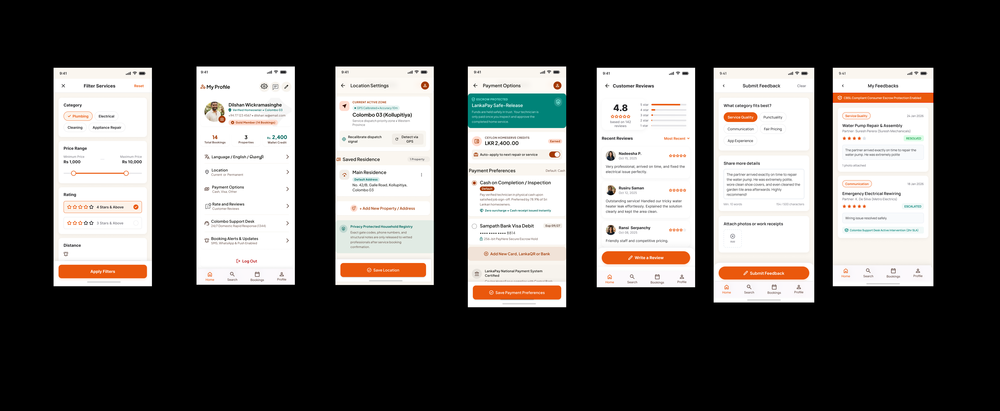 9:41
Filter Services
Reset
Category
Plumbing
Electrical
Cleaning
Appliance Repair
Price Range
Minimum Price
Maximum Price
Rs 1,000
Rs 10,000
Rating
4 Stars & Above
3 Stars & Above
Distance
Apply Filters
9:41
My Profile
Dilshan Wickramasinghe
Verified Homeowner • Colombo 03
+94 77 123 4567 • dilshan.w@email.com
Gold Member (14 Bookings)
14
Total Bookings
3
Properties
Rs. 2,400
Wallet Credit
Language / English / மொழி
Location
Current or Permanent
Payment Options
Cash, Visa, Other
Rate and Reviews
Customer Reviews
Colombo Support Desk
24/7 Domestic Rapid Response (1344)
Booking Alerts & Updates
SMS, WhatsApp & Push Enabled
Log Out
Home
Search
Bookings
Profile
9:41
Location Settings
CURRENT ACTIVE ZONE
• GPS Calibrated • Accuracy 10m
Colombo 03 (Kollupitiya)
Service dispatch priority zone • Western
Province
Recalibrate dispatch
signal
Detect via
GPS
Saved Residence
1 Property
Main Residence
Default Address
No. 42/B, Galle Road, Kollupitiya,
Colombo 03
+ Add New Property / Address
Privacy Protected Household Registry
Exact gate codes, phone numbers, and
structural notes are only released to vetted
professionals after service booking
confirmation.
Save Location
9:41
Payment Options
ESCROW PROTECTED
LankaPay Safe-Release
Funds are held safely in trust. Your technician is
only paid once you inspect and approve the
completed home service.
CEYLON HOMESERVE CREDITS
LKR 2,400.00
Earned
Auto-apply to next repair or service
Payment Preferences
Default: Cash
Cash on Completion / Inspection
Default
Pay verified technician in physical cash upon
satisfied job sign-off. Preferred by 78.9% of Sri
Lankan homeowners.
Zero surcharge • Cash receipt issued instantly
Sampath Bank Visa Debit
Exp 09/27
•••• •••• •••• 8814
256-bit PayHere Secure Escrow Hold
Add New Card, LankaQR or Bank
LankaPay National Payment System
Certified
Ceylon HomeServe complies with Central Bank
Save Payment Preferences
9:41
Customer Reviews
4.8
based on 142
reviews
5 star
4 star
3 star
2 star
1 star
Recent Reviews
Most Recent
Nadeesha P.
Oct 15, 2025
Very professional, arrived on time, and fixed the
electrical issue perfectly.
Rusiru Saman
Oct 12, 2025
Outstanding service! Handled our tricky water
heater leak effortlessly. Explained the solution
clearly and kept the area clean.
Ransi Serpanchy
Oct 08, 2025
Friendly staff and competitive pricing.
Write a Review
Home
Search
Bookings
Profile
9:41
Submit Feedback
Clear
What category fits best?
Service Quality
Punctuality
Communication
Fair Pricing
App Experience
Share more details
The partner arrived exactly on time to repair
the water pump. He was extremely polite,
wore clean shoe covers, and even cleaned the
garden tile area afterwards. Highly
recommend!
Min. 10 words
154 / 500 characters
Attach photos or work receipts
Add
Submit Feedback
Home
Search
Bookings
Profile
9:41
My Feedbacks
CBSL Compliant Consumer Escrow Protection Enabled
Service Quality
24 Jan 2026
Water Pump Repair & Assembly
Partner: Suresh Perera (Suresh Mechanicals)
RESOLVED
The partner arrived exactly on time to repair the
water pump. He was extremely polite
1 photo attached
Communication
18 Jan 2026
Emergency Electrical Rewiring
Partner: K. De Silva (Metro Electrics)
ESCALATED
Wiring issue resolved safely.
Colombo Support Desk Active Intervention (2hr SLA)
Home
Search
Bookings
Profile